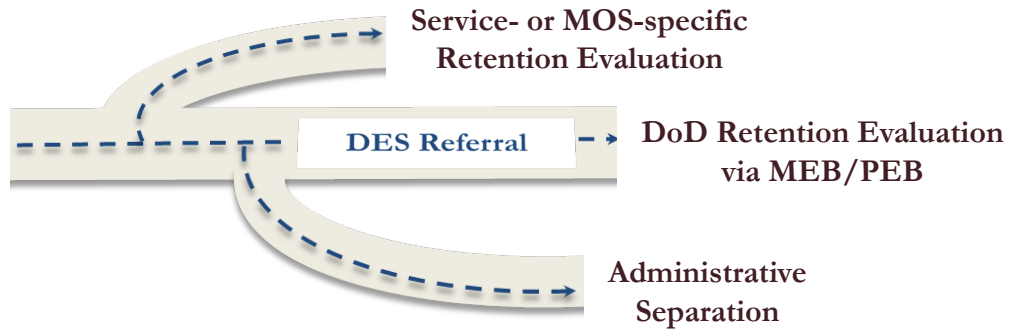 Service- or MOS-specific
Retention Evaluation
DES Referral
DoD Retention Evaluation
via MEB/PEB
Administrative
Separation